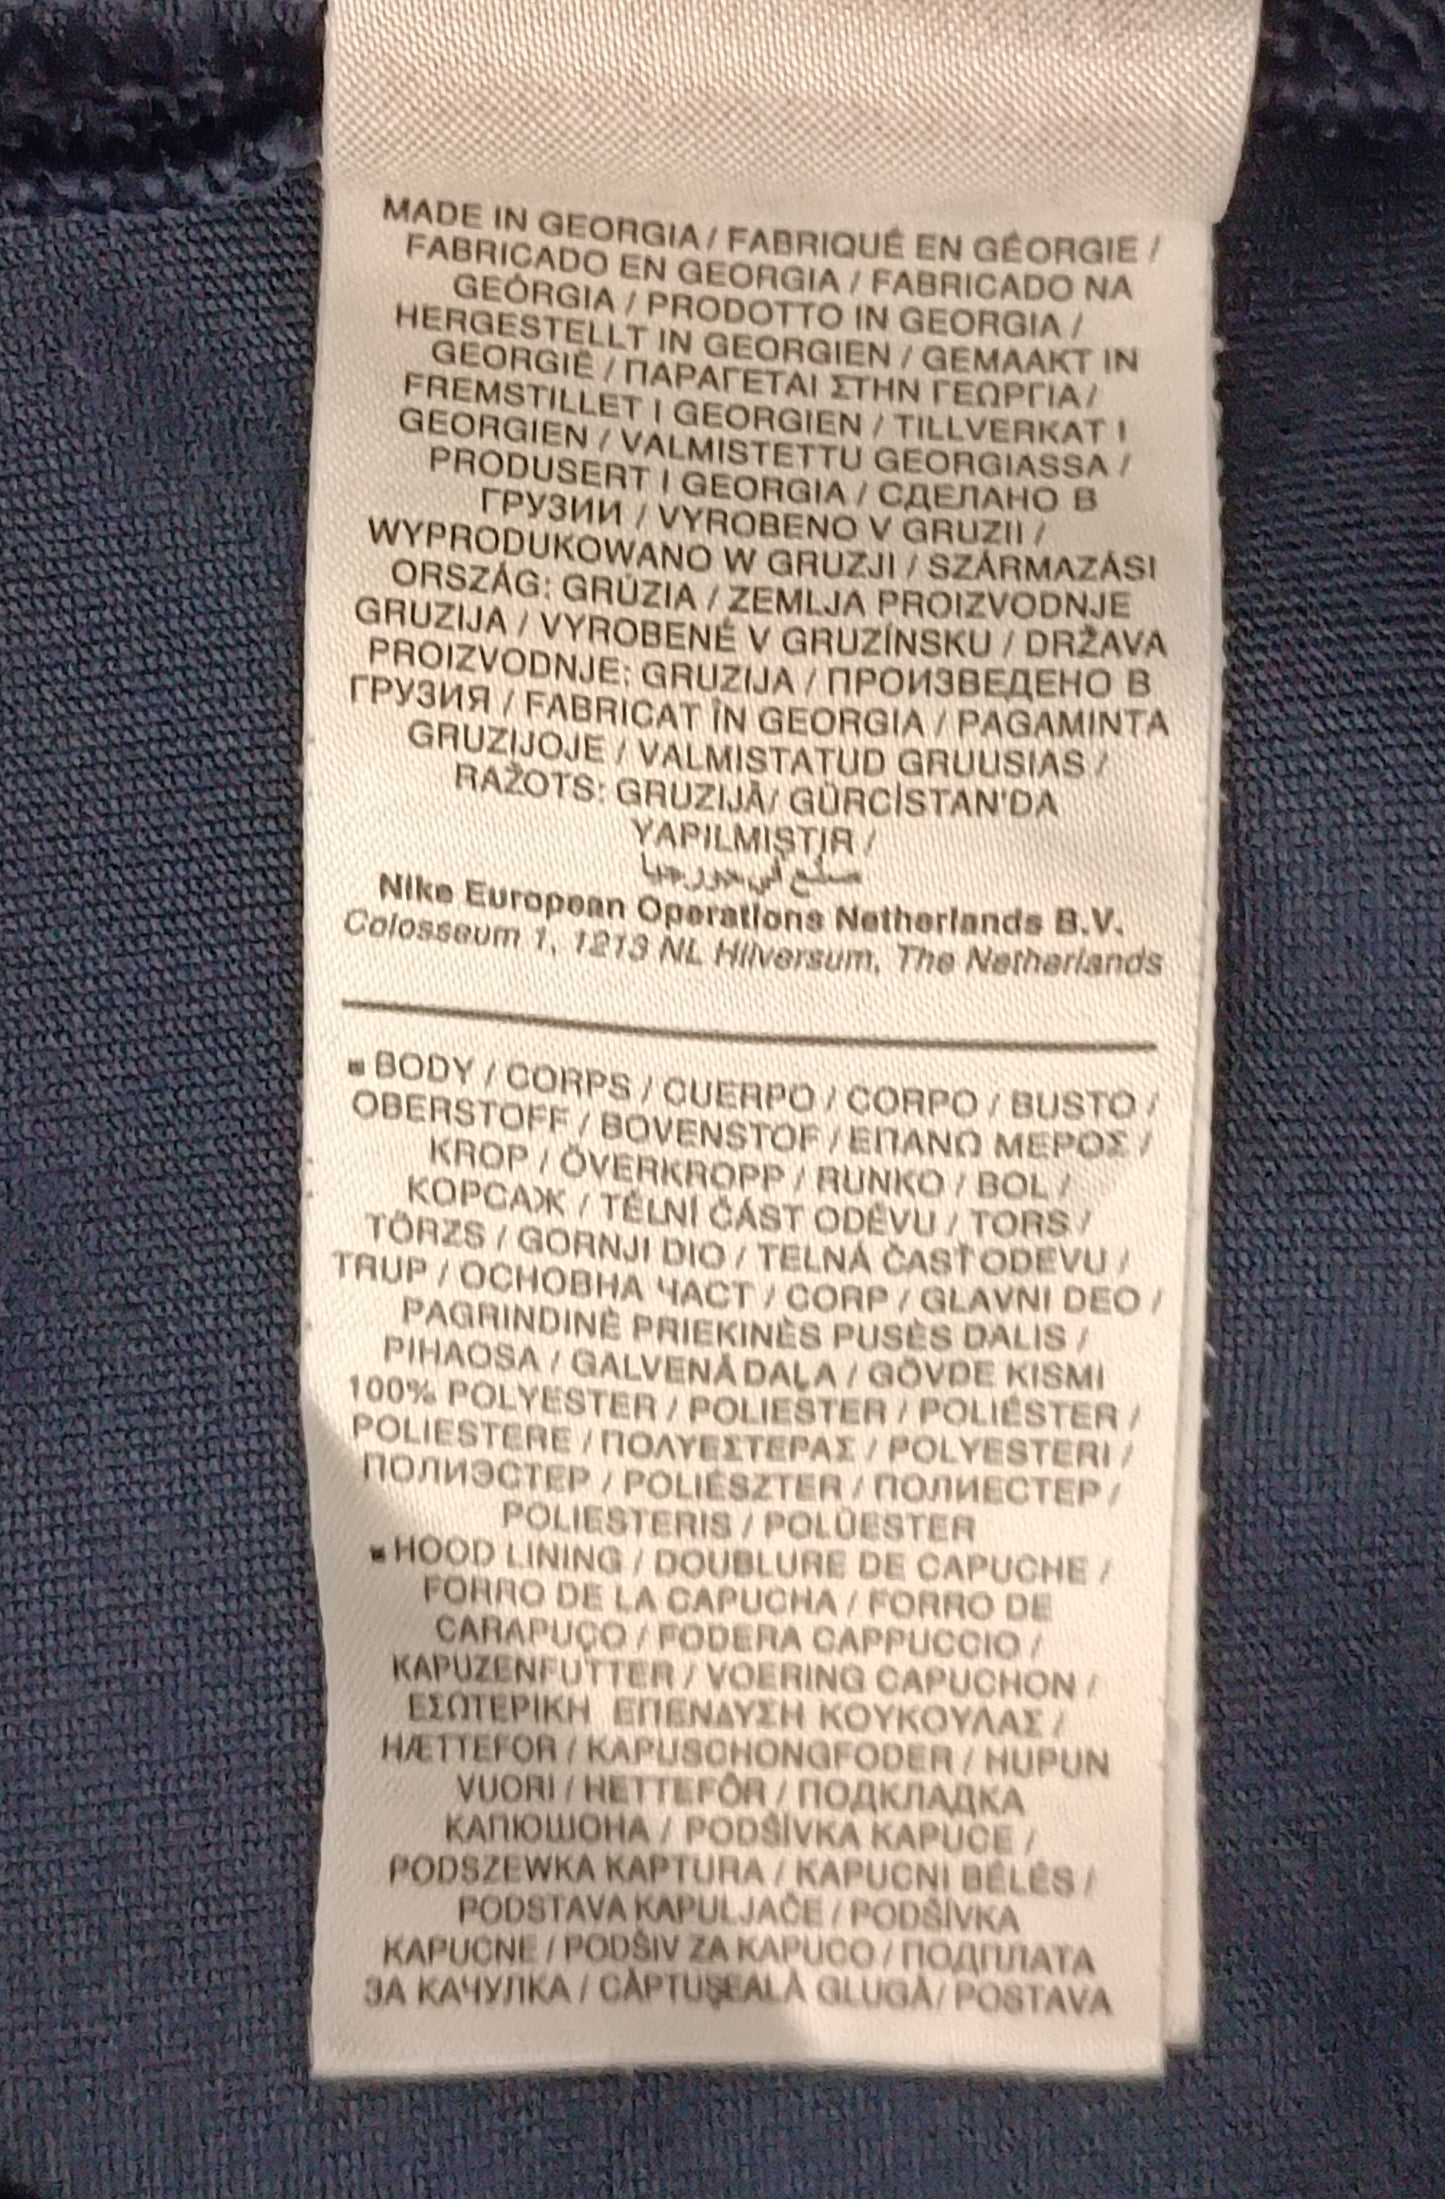 MADE IN GEORGIA / FABRIQUÉ EN GÉORGIE /
FABRICADO EN GEORGIA / FABRICADO NA
GEÓRGIA / PRODOTTO IN GEORGIA /
HERGESTELLT IN GEORGIEN / GEMAAKT IN
GEORGIË / ΠΑΡΑΓΕΤΑΙ ΣΤΗΝ ΓΕΩΡΓΙΑ /
FREMSTILLET I GEORGIEN / TILLVERKAT I
GEORGIEN / VALMISTETTU GEORGIASSA /
PRODUSERT I GEORGIA / СДЕЛАНО В
ГРУЗИИ / VYROBENO V GRUZII /
WYPRODUKOWANO W GRUZJI / SZÁRMAZÁSI
ORSZÁG: GRÚZIA / ZEMLJA PROIZVODNJE
GRUZIJA / VYROBENÉ V GRUZÍNSKU / DRŽAVA
PROIZVODNJE: GRUZIJA / ПРОИЗВЕДЕНО В
ГРУЗИЯ / FABRICAT ÎN GEORGIA / PAGAMINTA
GRUZIJOJE / VALMISTATUD GRUUSIAS /
RAŽOTS: GRUZIJĀ/ GÜRCİSTAN'DA
YAPILMIŞTIR /
صنع في جورجيا
Nike European Operations Netherlands B.V.
Colosseum 1, 1213 NL Hilversum, The Netherlands
▪ BODY / CORPS / CUERPO / CORPO / BUSTO /
OBERSTOFF / BOVENSTOF / ΕΠΑΝΩ ΜΕΡΟΣ /
KROP / ÖVERKROPP / RUNKO / BOL /
КОРСАЖ / TĚLNÍ ČÁST ODĚVU / TORS /
TÖRZS / GORNJI DIO / TELNÁ ČASŤ ODEVU /
TRUP / ОСНОВНА ЧАСТ / CORP / GLAVNI DEO /
PAGRINDINĖ PRIEKINĖS PUSĖS DALIS /
PIHAOSA / GALVENĀ DAĻA / GÖVDE KISMI
100% POLYESTER / POLIESTER / POLIÉSTER /
POLIESTERE / ΠΟΛΥΕΣΤΕΡΑΣ / POLYESTERI /
ПОЛИЭСТЕР / POLIÉSZTER / ПОЛИЕСТЕР /
POLIESTERIS / POLÜESTER
▪ HOOD LINING / DOUBLURE DE CAPUCHE /
FORRO DE LA CAPUCHA / FORRO DE
CARAPUÇO / FODERA CAPPUCCIO /
KAPUZENFUTTER / VOERING CAPUCHON /
ΕΣΩΤΕΡΙΚΗ ΕΠΕΝΔΥΣΗ ΚΟΥΚΟΥΛΑΣ /
HÆTTEFOR / KAPUSCHONGFODER / HUPUN
VUORI / HETTEFÔR / ПОДКЛАДКА
КАПЮШОНА / PODŠÍVKA KAPUCE /
PODSZEWKA KAPTURA / KAPUCNI BÉLÉS /
PODSTAVA KAPULJAČE / PODŠÍVKA
KAPUCNE / PODŠIV ZA KAPUCO / ПОДПЛАТА
ЗА КАЧУЛКА / CĂPTUŞEALĂ GLUGĂ/ POSTAVA